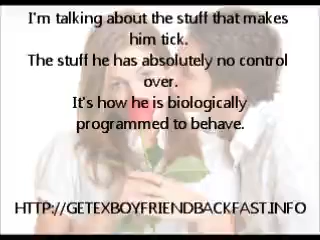 I'm talking about the stuff that makes
him tick.
The stuff he has absolutely no control
over.
It's how he is biologically
programmed to behave.
HTTP://GETEXBOYFRIENDBACKFAST.INFO